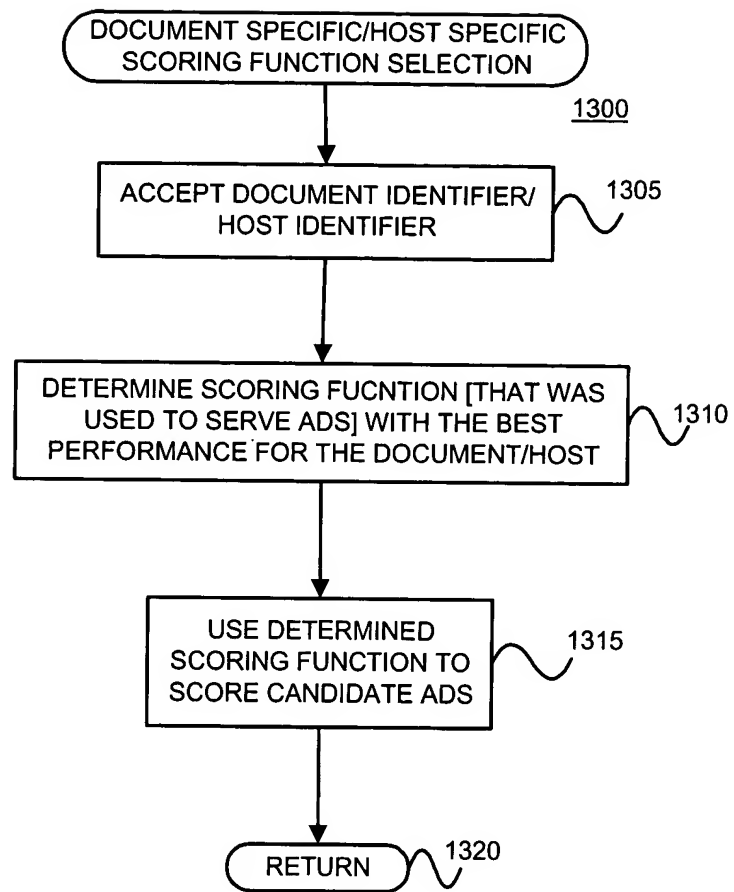 DOCUMENT SPECIFIC/HOST SPECIFIC
SCORING FUNCTION SELECTION
1300
ACCEPT DOCUMENT IDENTIFIER/
HOST IDENTIFIER
1305
DETERMINE SCORING FUCNTION [THAT WAS
USED TO SERVE ADS] WITH THE BEST
PERFORMANCE FOR THE DOCUMENT/HOST
1310
USE DETERMINED
SCORING FUNCTION TO
SCORE CANDIDATE ADS
1315
RETURN
1320